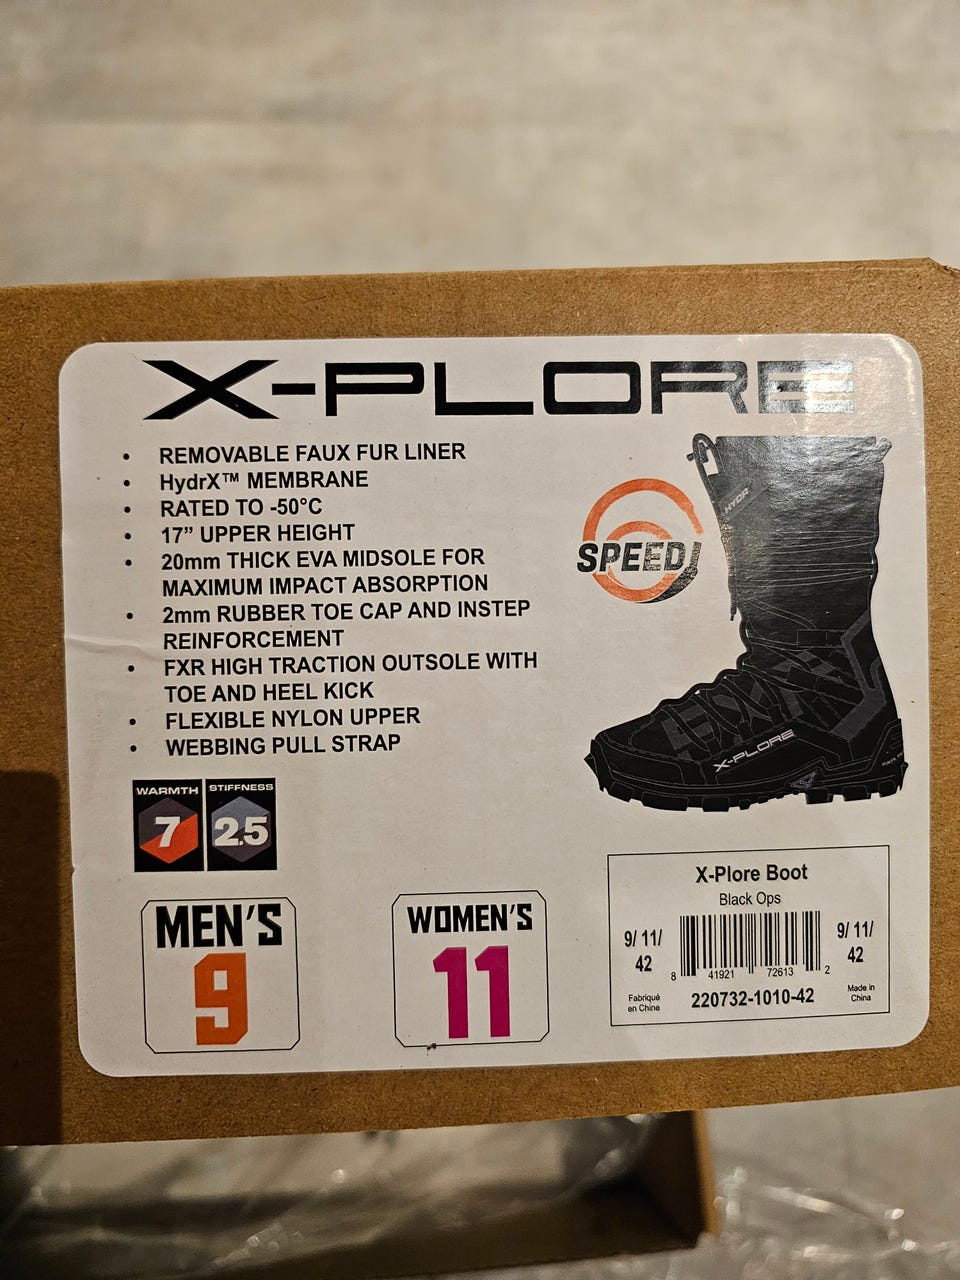 X-PLORE
• REMOVABLE FAUX FUR LINER
• HydrX™ MEMBRANE
• RATED TO -50°C
• 17” UPPER HEIGHT
• 20mm THICK EVA MIDSOLE FOR
MAXIMUM IMPACT ABSORPTION
• 2mm RUBBER TOE CAP AND INSTEP
REINFORCEMENT
• FXR HIGH TRACTION OUTSOLE WITH
TOE AND HEEL KICK
• FLEXIBLE NYLON UPPER
• WEBBING PULL STRAP
HYDR
SPEED
X-PLORE
WARMTH
7
STIFFNESS
2.5
MEN'S
9
WOMEN'S
11
X-Plore Boot
Black Ops
9/ 11/
42
9/ 11/
42
8 41921 72613 2
220732-1010-42
Fabriqué
en Chine
Made in
China